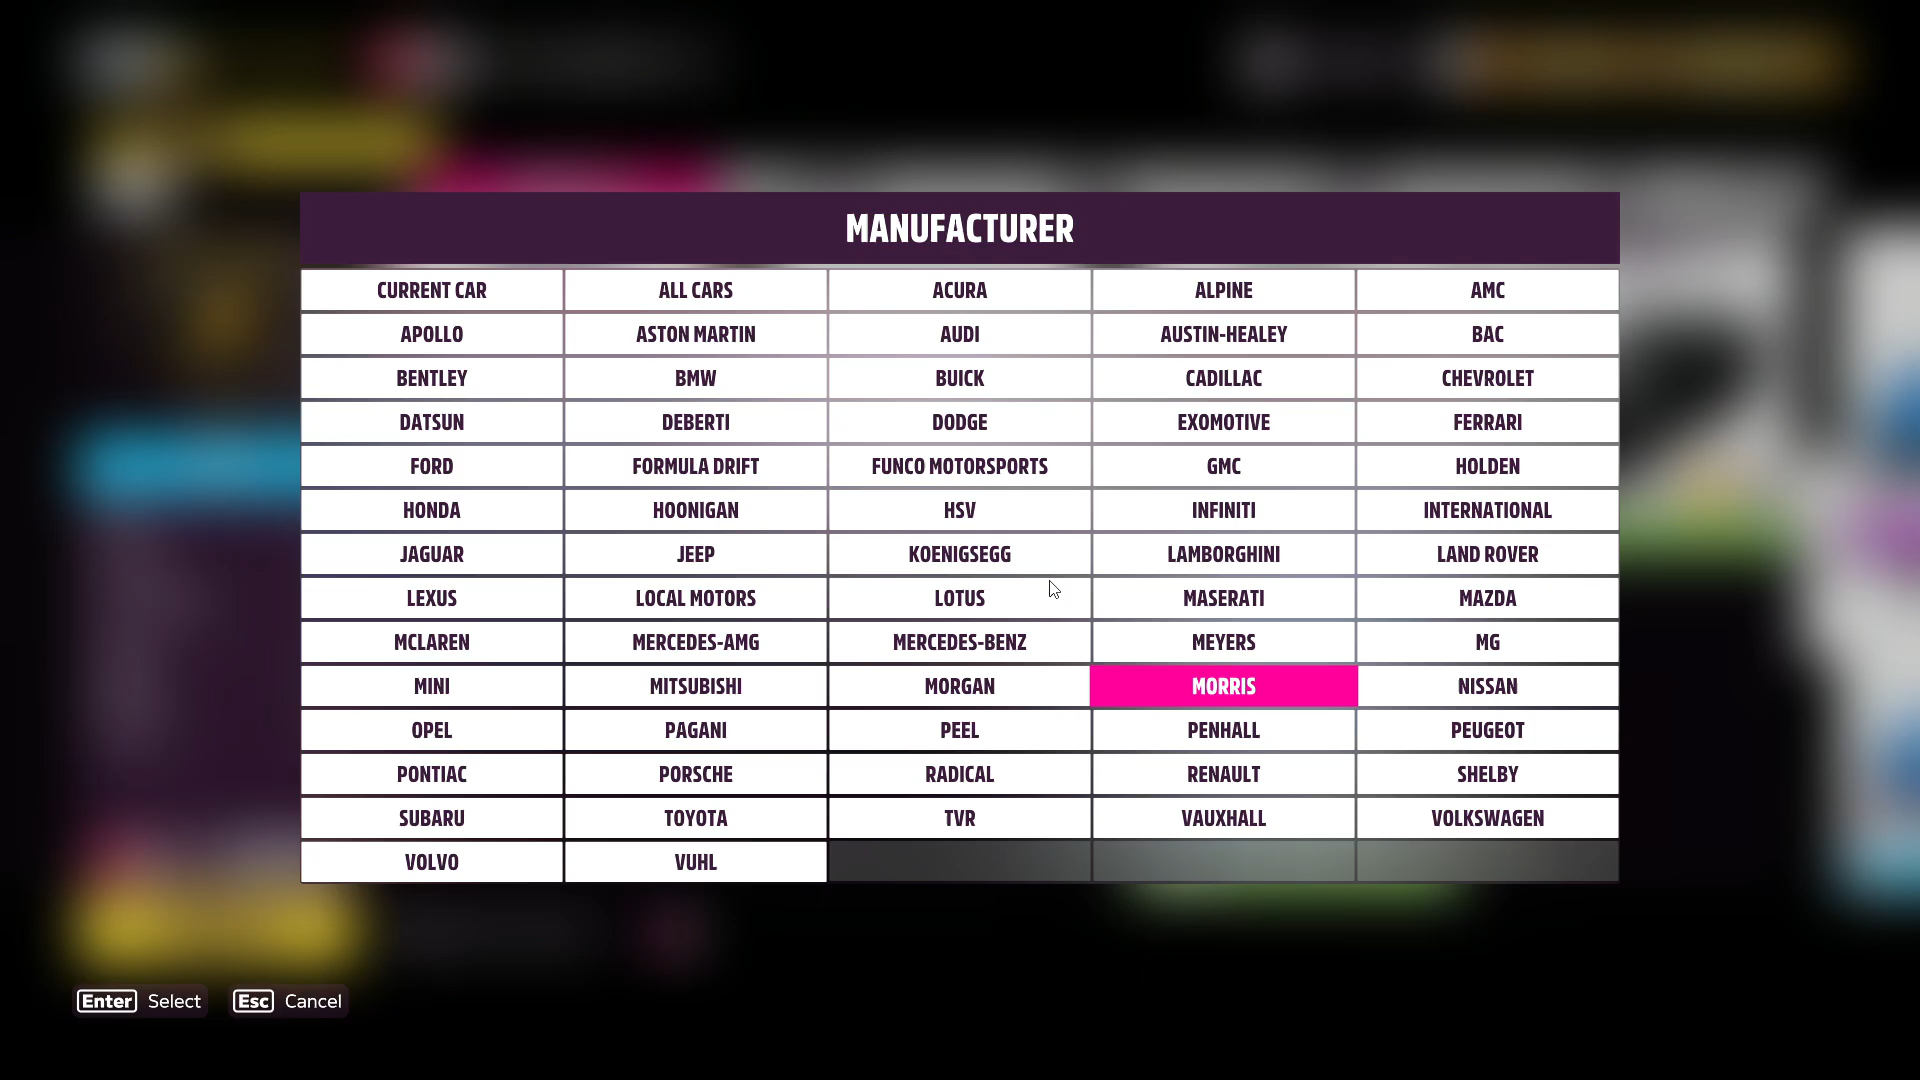 MANUFACTURER
CURRENT CAR ALL CARS ACURA ALPINE AMC
APOLLO ASTON MARTIN AUDI AUSTIN-HEALEY BAC
BENTLEY BMW BUICK CADILLAC CHEVROLET
DATSUN DEBERTI DODGE EXOMOTIVE FERRARI
FORD FORMULA DRIFT FUNCO MOTORSPORTS GMC HOLDEN
HONDA HOONIGAN HSV INFINITI INTERNATIONAL
JAGUAR JEEP KOENIGSEGG LAMBORGHINI LAND ROVER
LEXUS LOCAL MOTORS LOTUS MASERATI MAZDA
MCLAREN MERCEDES-AMG MERCEDES-BENZ MEYERS MG
MINI MITSUBISHI MORGAN MORRIS NISSAN
OPEL PAGANI PEEL PENHALL PEUGEOT
PONTIAC PORSCHE RADICAL RENAULT SHELBY
SUBARU TOYOTA TVR VAUXHALL VOLKSWAGEN
VOLVO VUHL
Enter Select Esc Cancel